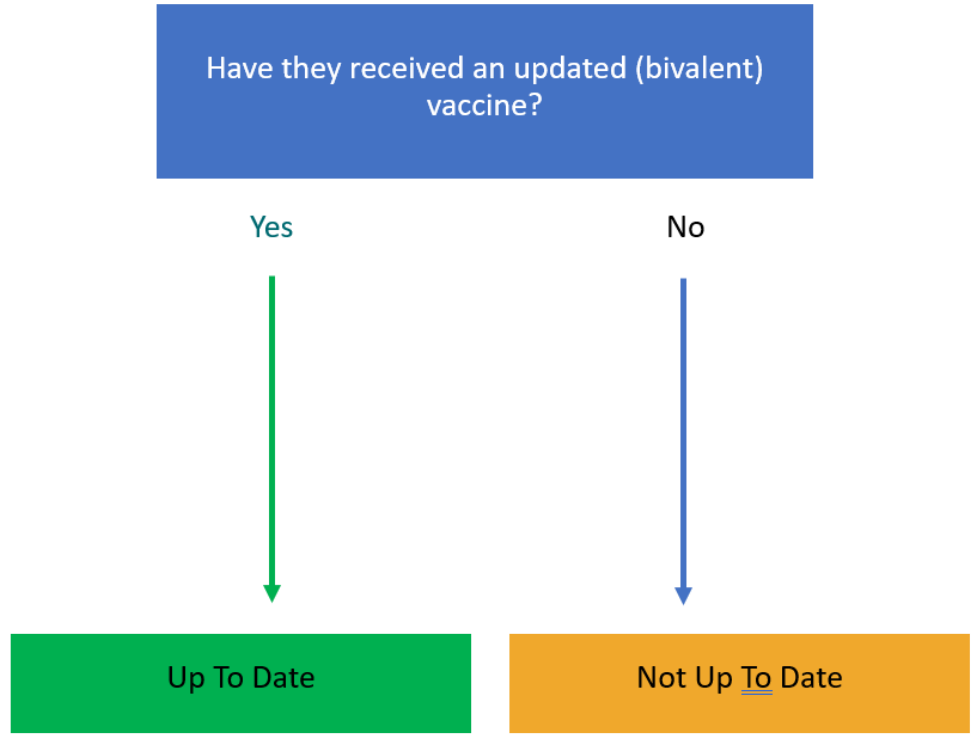 Have they received an updated (bivalent)
vaccine?
Yes
No
Up To Date
Not Up To Date